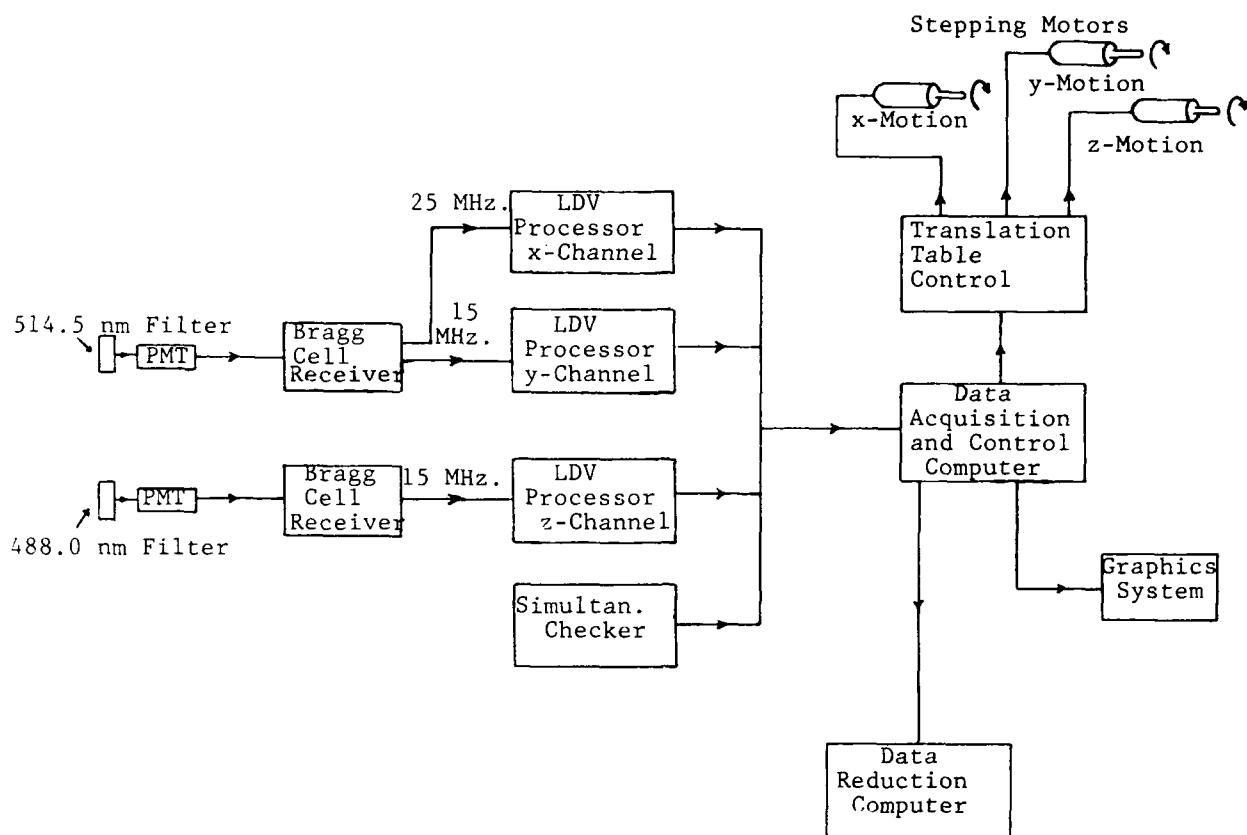 Stepping Motors
y-Motion
x-Motion
z-Motion
25 MHz.
LDV
Processor
x-Channel
Translation
Table
Control
514.5 nm Filter
PMT
Bragg
Cell
Receiver
15
MHz.
LDV
Processor
y-Channel
Data
Acquisition
and Control
Computer
488.0 nm Filter
PMT
Bragg
Cell
Receiver
15 MHz.
LDV
Processor
z-Channel
Graphics
System
Simultan.
Checker
Data
Reduction
Computer